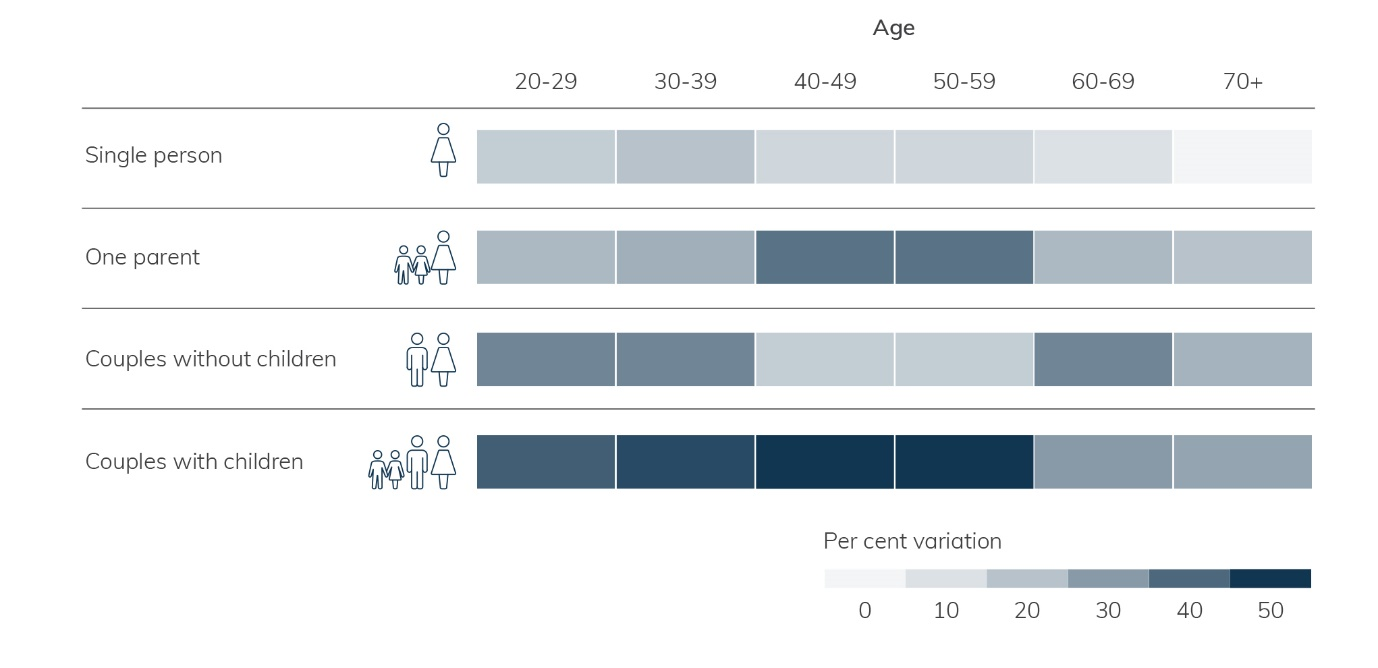 Age
20-29 30-39 40-49 50-59 60-69 70+
Single person
One parent
Couples without children
Couples with children
Per cent variation
0 10 20 30 40 50